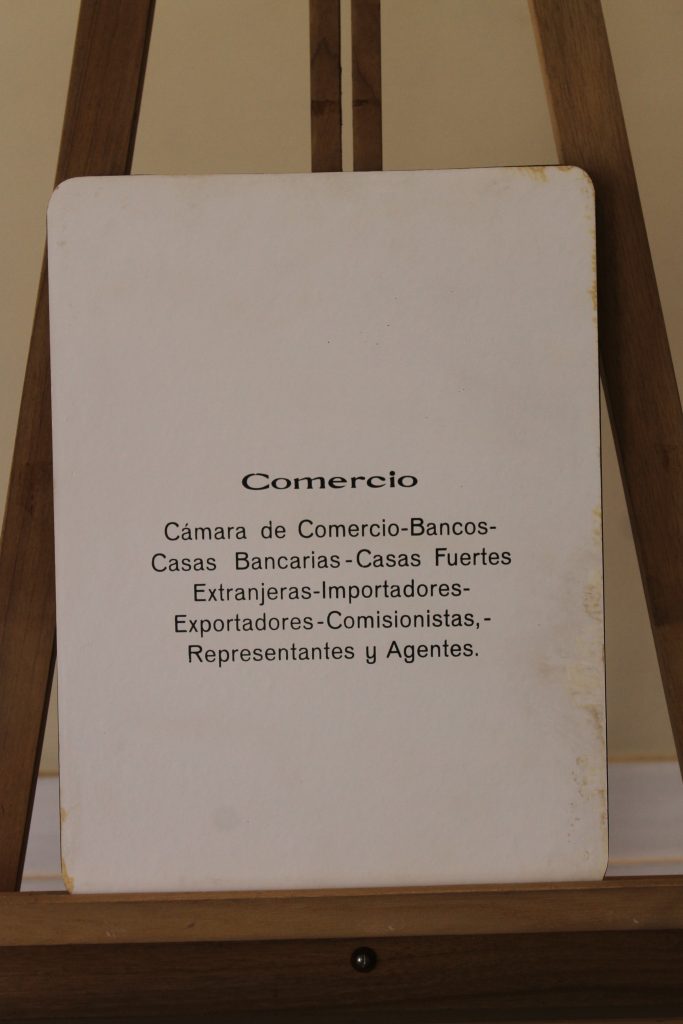 Comercio
Cámara de Comercio-Bancos-
Casas Bancarias-Casas Fuertes
Extranjeras-Importadores-
Exportadores-Comisionistas,-
Representantes y Agentes.